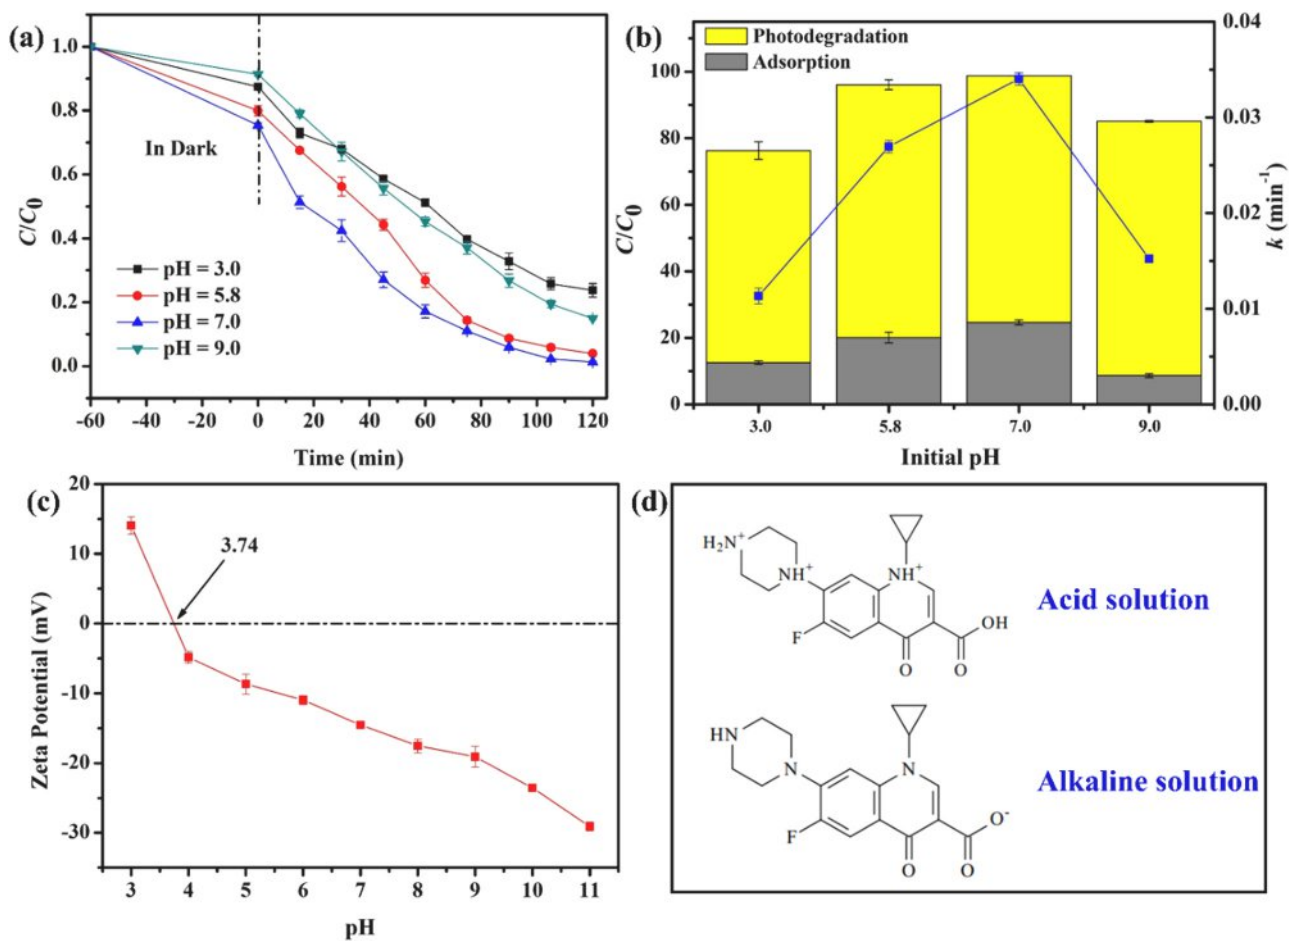 (a)
1.0
0.8
0.6
0.4
0.2
0.0
C/C0
In Dark
pH = 3.0
pH = 5.8
pH = 7.0
pH = 9.0
-60 -40 -20 0 20 40 60 80 100 120
Time (min)
(b)
Photodegradation
Adsorption
100
80
60
40
20
0
C/C0
0.04
0.03
0.02
0.01
0.00
k (min⁻¹)
3.0 5.8 7.0 9.0
Initial pH
(c)
20
10
0
-10
-20
-30
Zeta Potential (mV)
3.74
3 4 5 6 7 8 9 10 11
pH
(d)
H2N+
NH+
NH+
F
O
O
OH
Acid solution
HN
N
N
F
O
O
O-
Alkaline solution